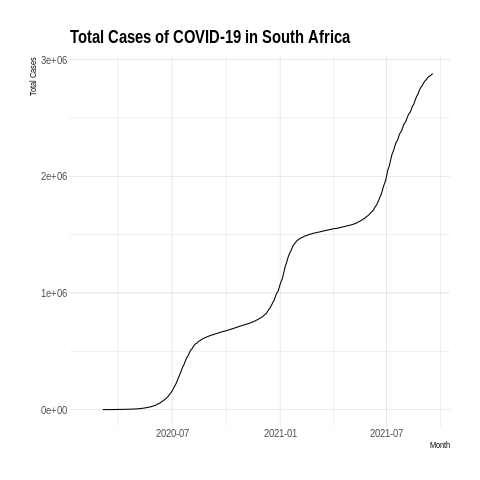 Total Cases of COVID-19 in South Africa
Total Cases
3e+06
2e+06
1e+06
0e+00
2020-07
2021-01
2021-07
Month